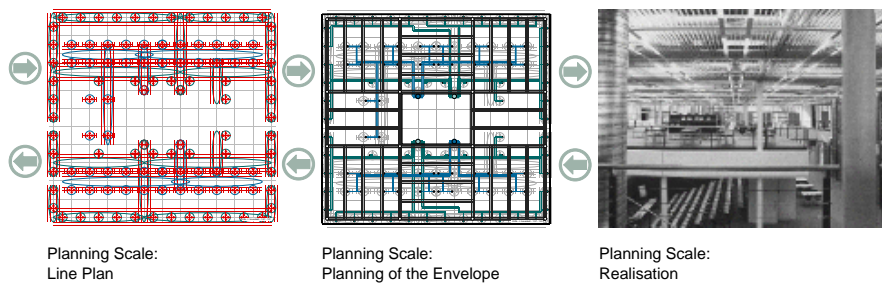 Planning Scale:
Line Plan
Planning Scale:
Planning of the Envelope
Planning Scale:
Realisation